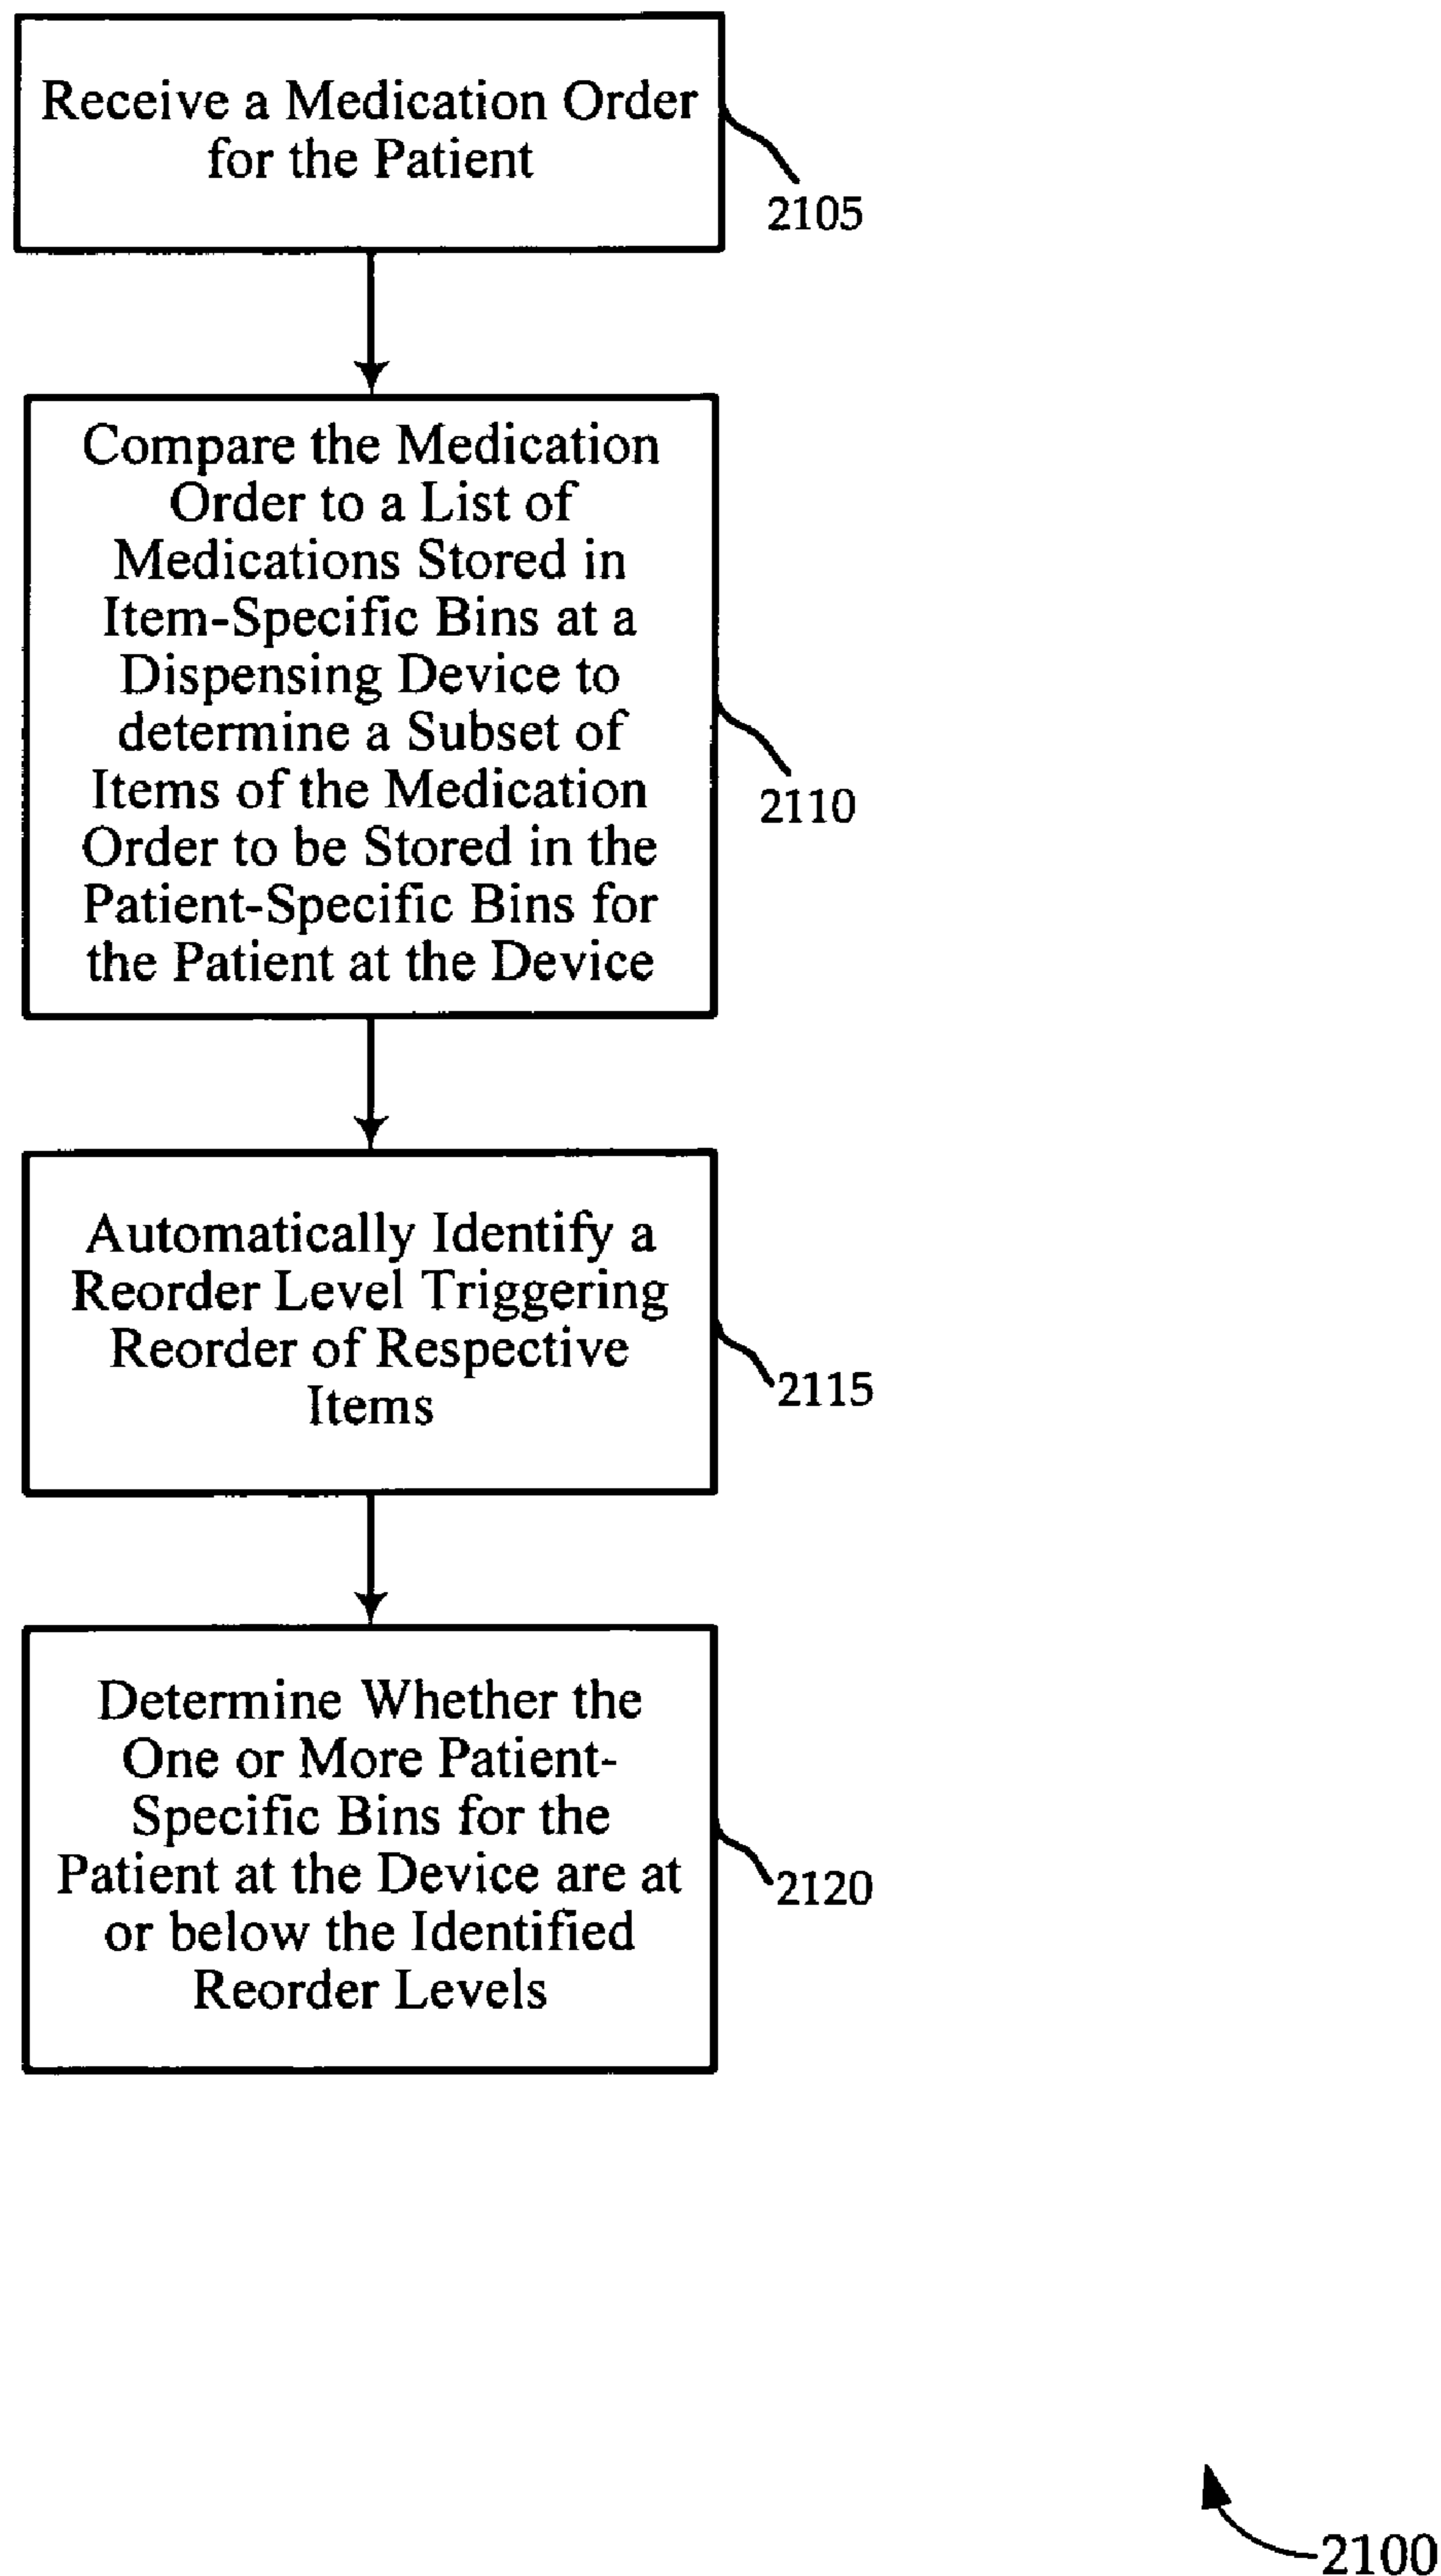 Receive a Medication Order
for the Patient
2105
Compare the Medication
Order to a List of
Medications Stored in
Item-Specific Bins at a
Dispensing Device to
determine a Subset of
Items of the Medication
Order to be Stored in the
Patient-Specific Bins for
the Patient at the Device
2110
Automatically Identify a
Reorder Level Triggering
Reorder of Respective
Items
2115
Determine Whether the
One or More Patient-
Specific Bins for the
Patient at the Device are at
or below the Identified
Reorder Levels
2120
2100